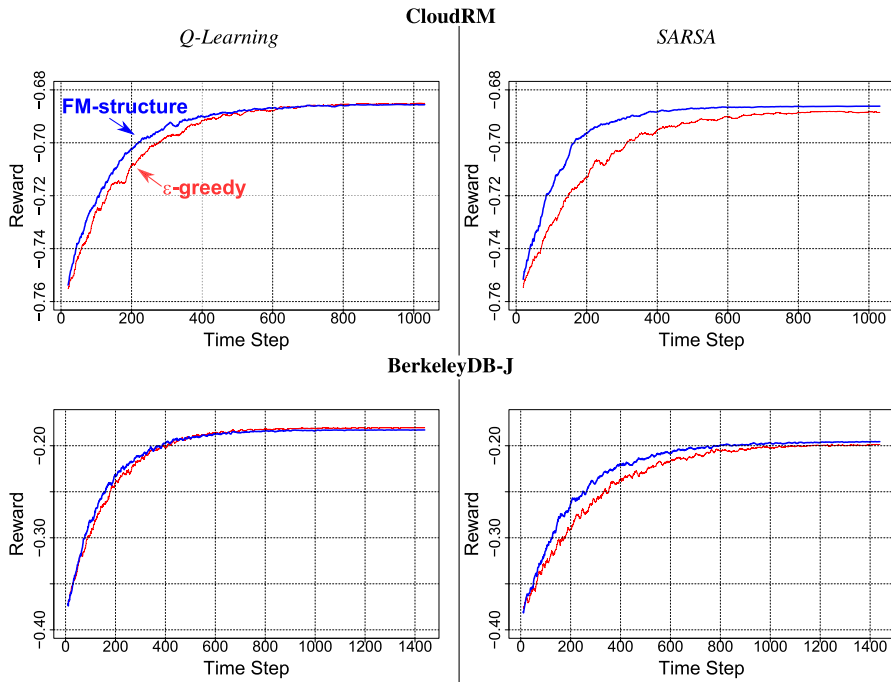 CloudRM
Q-Learning
SARSA
−0.68
−0.70
−0.72
−0.74
−0.76
Reward
FM-structure
ε-greedy
0 200 400 600 800 1000
Time Step
−0.68
−0.70
−0.72
−0.74
−0.76
Reward
0 200 400 600 800 1000
Time Step
BerkeleyDB-J
−0.20
−0.30
−0.40
Reward
0 200 400 600 800 1000 1200 1400
Time Step
−0.20
−0.30
−0.40
Reward
0 200 400 600 800 1000 1200 1400
Time Step